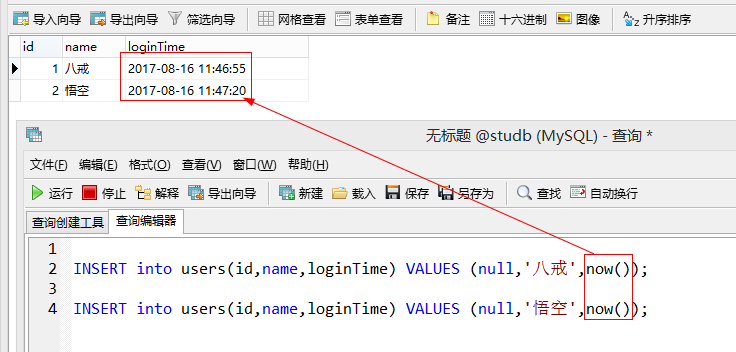 导入向导 导出向导 筛选向导 网格查看 表单查看 备注 十六进制 图像 升序排序
id name loginTime
1 八戒 2017-08-16 11:46:55
2 悟空 2017-08-16 11:47:20
无标题 @studb (MySQL) - 查询 *
文件(F) 编辑(E) 格式(O) 查看(V) 窗口(W) 帮助(H)
运行 停止 解释 导出向导 新建 载入 保存 另存为 查找 自动换行
查询创建工具 查询编辑器
1
2 INSERT into users(id,name,loginTime) VALUES (null,'八戒',now());
3
4 INSERT into users(id,name,loginTime) VALUES (null,'悟空',now());